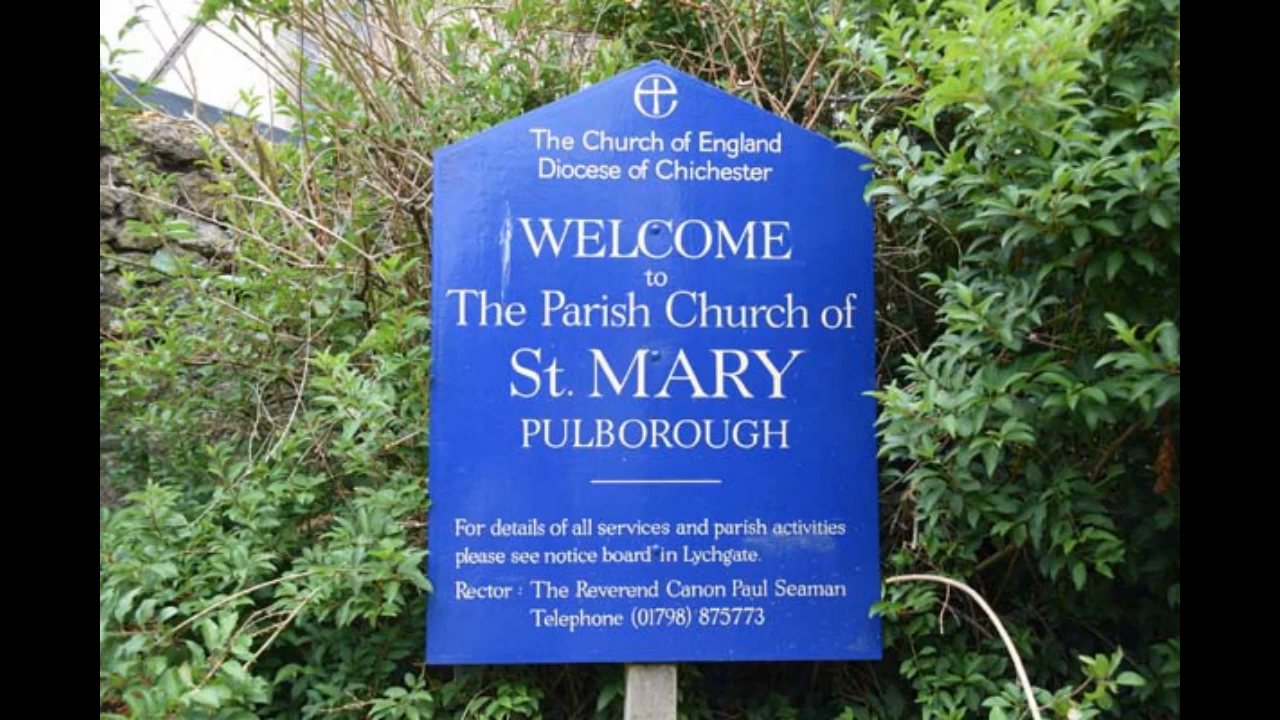 The Church of England
Diocese of Chichester
WELCOME
to
The Parish Church of
St. MARY
PULBOROUGH
For details of all services and parish activities
please see notice board in Lychgate.
Rector : The Reverend Canon Paul Seaman
Telephone (01798) 875773